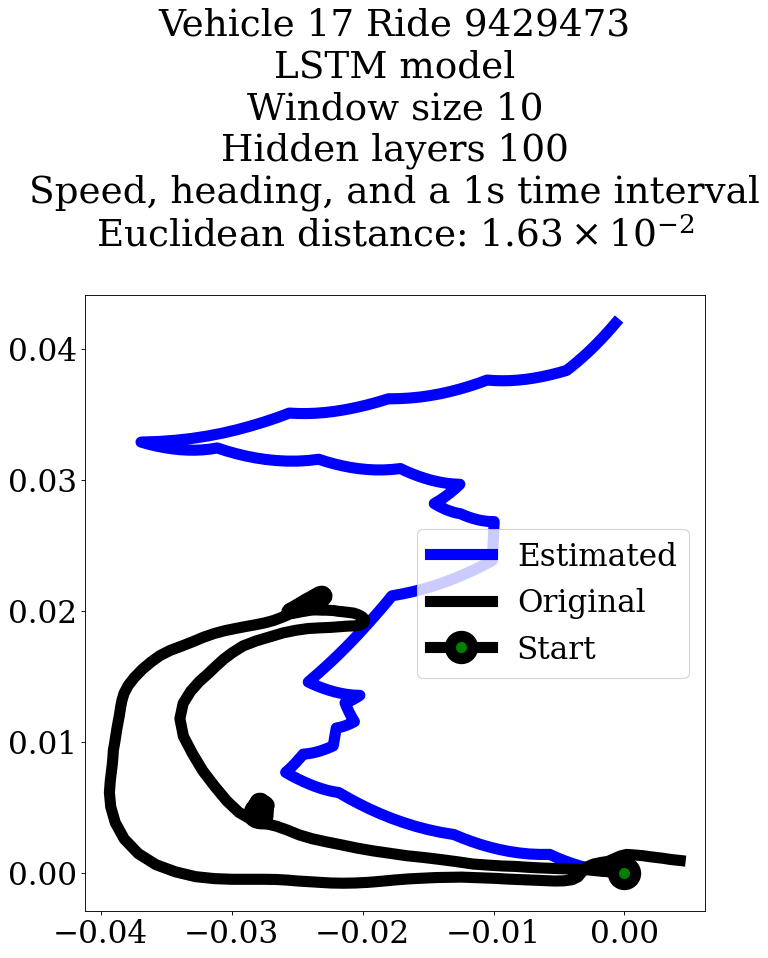 Vehicle 17 Ride 9429473
LSTM model
Window size 10
Hidden layers 100
Speed, heading, and a 1s time interval
Euclidean distance: 1.63 × 10⁻²
0.04
0.03
0.02
0.01
0.00
Estimated
Original
Start
−0.04 −0.03 −0.02 −0.01 0.00